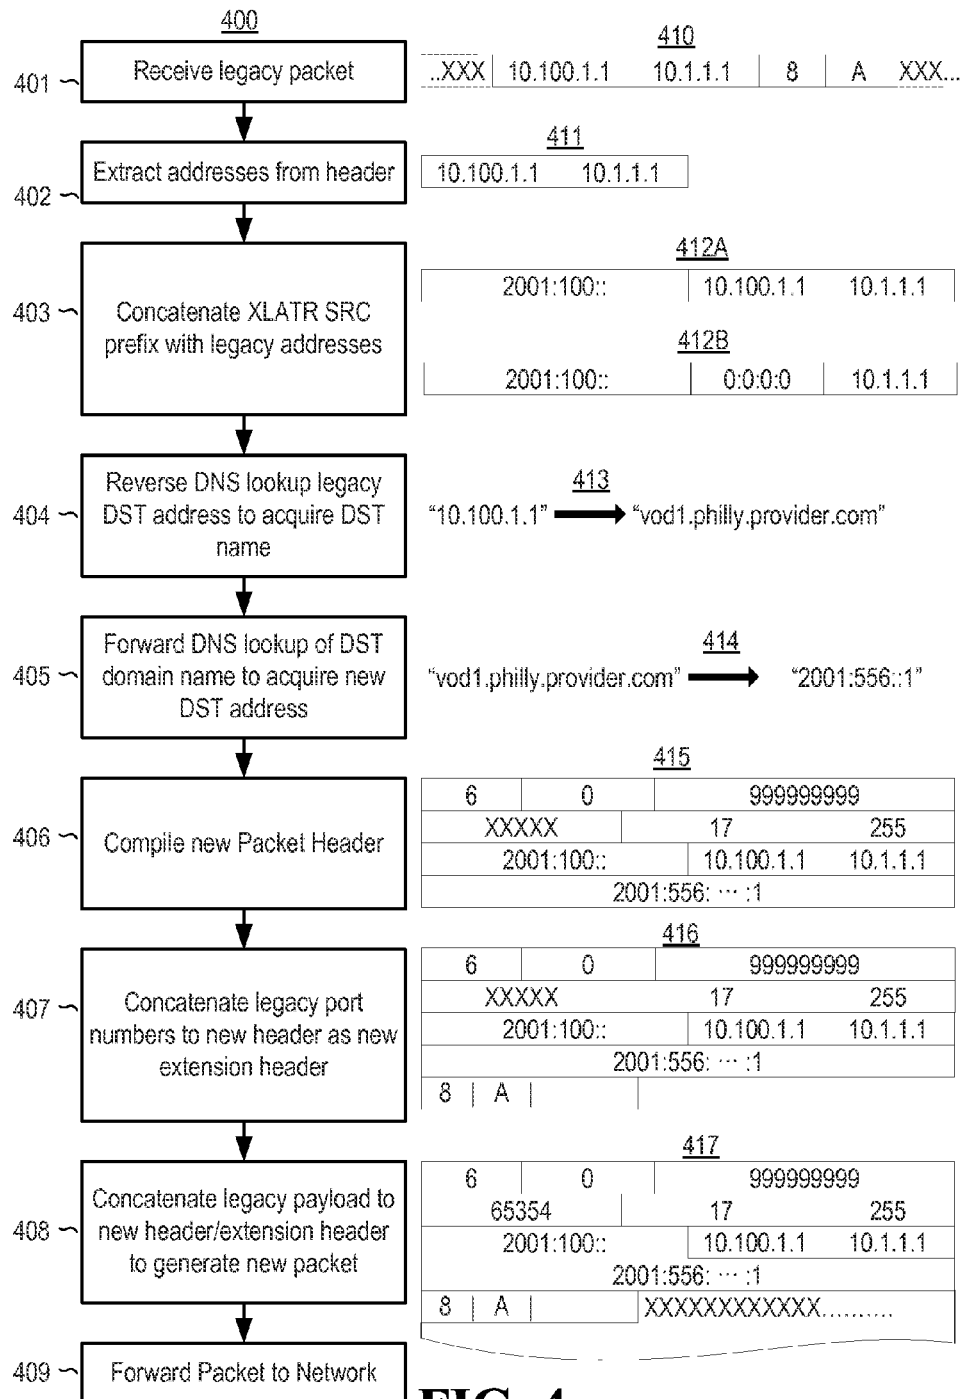 400
401 ~
Receive legacy packet
410
..XXX 10.100.1.1 10.1.1.1 8 A XXX...
402 ~
Extract addresses from header
411
10.100.1.1 10.1.1.1
403 ~
Concatenate XLATR SRC
prefix with legacy addresses
412A
2001:100:: 10.100.1.1 10.1.1.1
412B
2001:100:: 0:0:0:0 10.1.1.1
404 ~
Reverse DNS lookup legacy
DST address to acquire DST
name
413
"10.100.1.1" "vod1.philly.provider.com"
405 ~
Forward DNS lookup of DST
domain name to acquire new
DST address
414
"vod1.philly.provider.com" "2001:556::1"
406 ~
Compile new Packet Header
415
6 0 999999999
XXXXX 17 255
2001:100:: 10.100.1.1 10.1.1.1
2001:556: ... :1
407 ~
Concatenate legacy port
numbers to new header as new
extension header
416
6 0 999999999
XXXXX 17 255
2001:100:: 10.100.1.1 10.1.1.1
2001:556: ... :1
8 A
408 ~
Concatenate legacy payload to
new header/extension header
to generate new packet
417
6 0 999999999
65354 17 255
2001:100:: 10.100.1.1 10.1.1.1
2001:556: ... :1
8 A XXXXXXXXXXXX..........
409 ~
Forward Packet to Network
FIG. 4